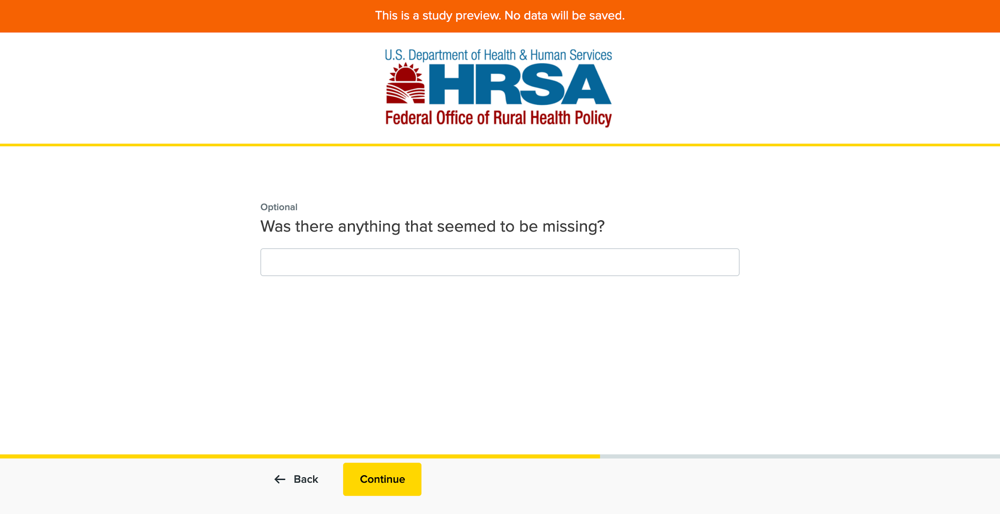 This is a study preview. No data will be saved.
U.S. Department of Health & Human Services
HRSA
Federal Office of Rural Health Policy
Optional
Was there anything that seemed to be missing?
← Back
Continue